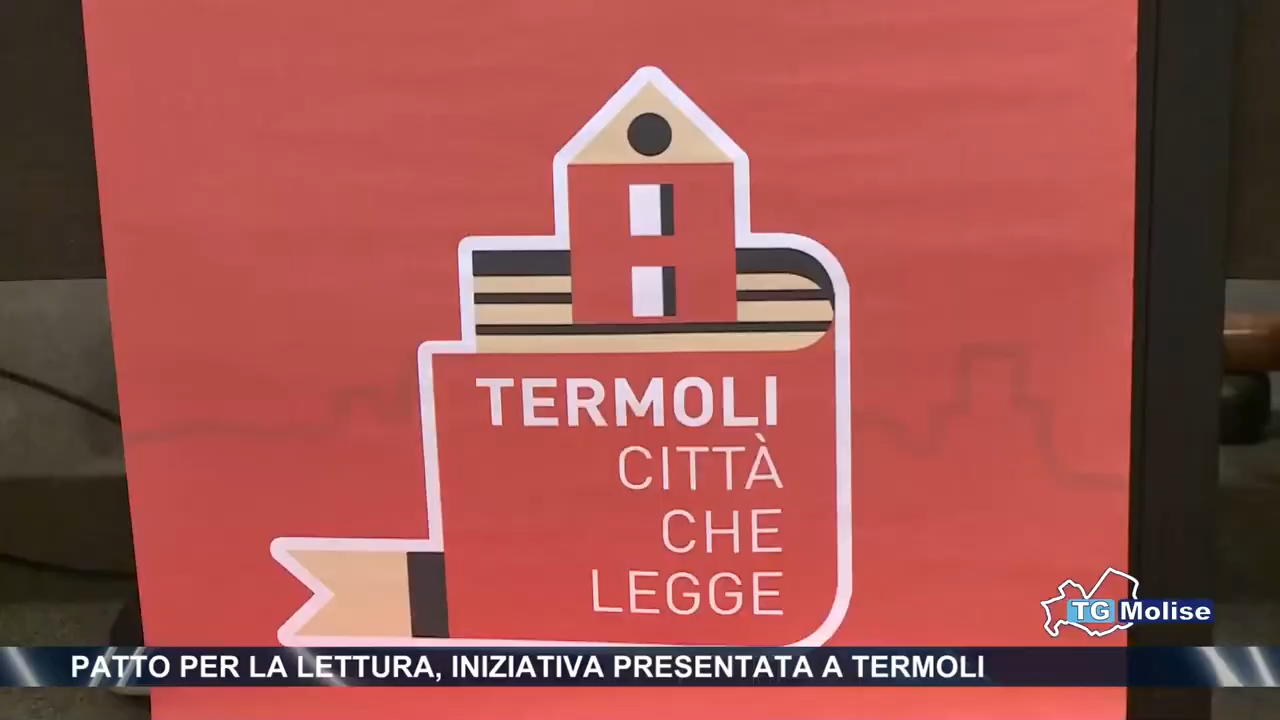 TERMOLI
CITTÀ
CHE
LEGGE
TG Molise
PATTO PER LA LETTURA, INIZIATIVA PRESENTATA A TERMOLI